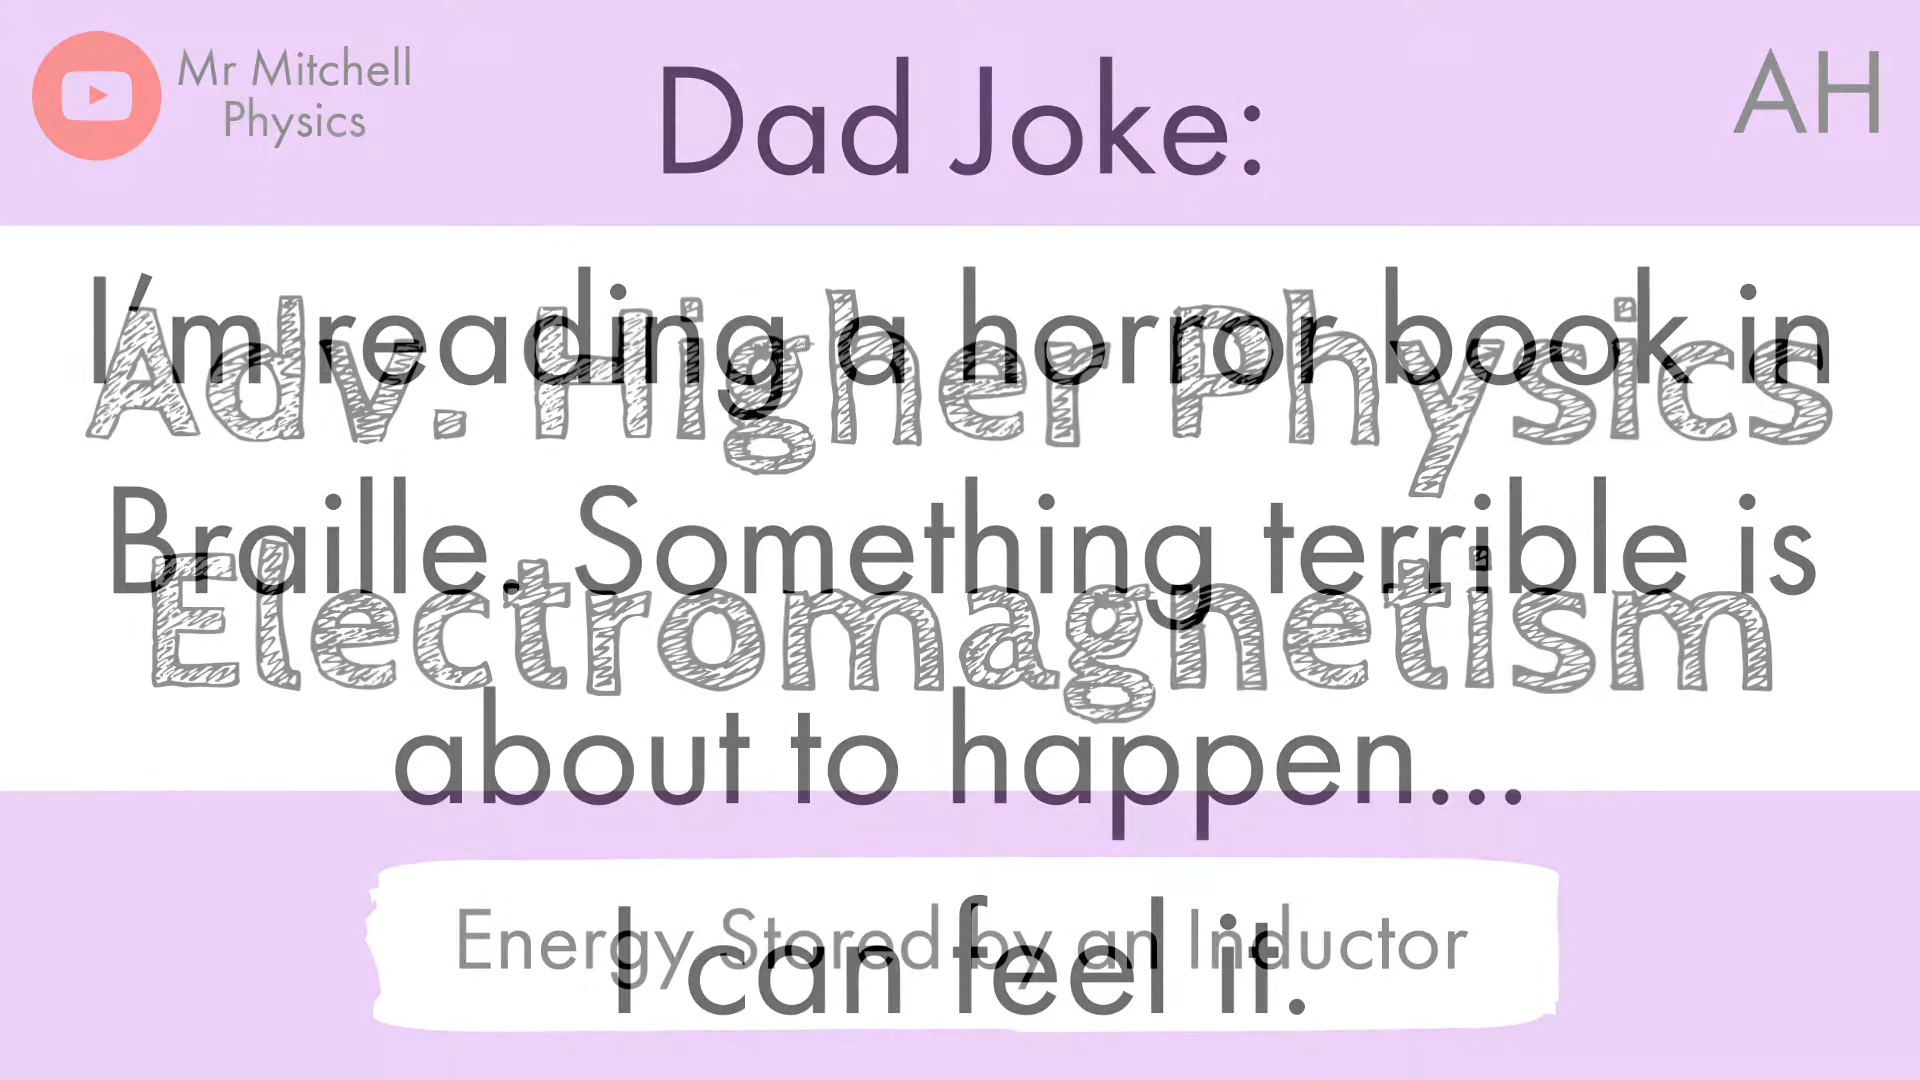 Mr Mitchell
Physics
Dad Joke:
AH
I'm reading a horror book in
Adv. Higher Physics
Braille. Something terrible is
Electromagnetism
about to happen...
Energy Stored by an Inductor
I can feel it.